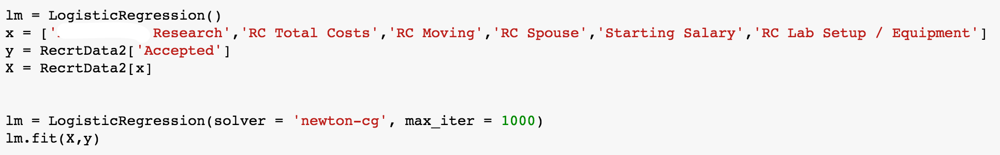 lm = LogisticRegression()
x = [' Research','RC Total Costs','RC Moving','RC Spouse','Starting Salary','RC Lab Setup / Equipment']
y = RecrtData2['Accepted']
X = RecrtData2[x]
lm = LogisticRegression(solver = 'newton-cg', max_iter = 1000)
lm.fit(X,y)